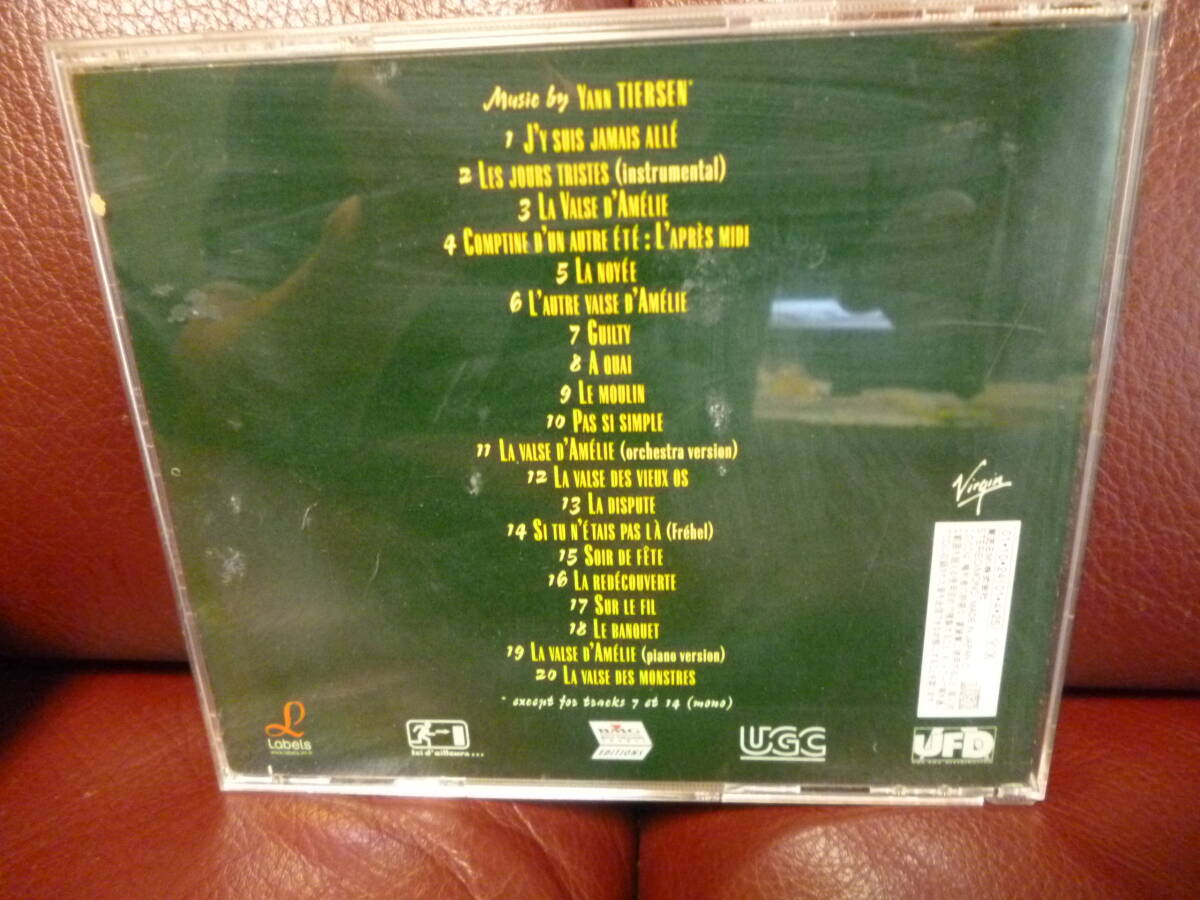 Music by Yann TIERSEN*
1 J'Y SUIS JAMAIS ALLÉ
2 LES JOURS TRISTES (instrumental)
3 LA VALSE D'AMÉLIE
4 COMPTINE D'UN AUTRE ÉTÉ : L'APRÈS MIDI
5 LA NOYÉE
6 L'AUTRE VALSE D'AMÉLIE
7 GUILTY
8 A QUAI
9 LE MOULIN
10 PAS SI SIMPLE
11 LA VALSE D'AMÉLIE (orchestra version)
12 LA VALSE DES VIEUX OS
13 LA DISPUTE
14 SI TU N'ÉTAIS PAS LÀ (Fréhel)
15 SOIR DE FÊTE
16 LA REDÉCOUVERTE
17 SUR LE FIL
18 LE BANQUET
19 LA VALSE D'AMÉLIE (piano version)
20 LA VALSE DES MONSTRES
* except for tracks 7 et 14 (mono)
Virgin
L
Labels
Ici d'ailleurs...
BMG
EDITIONS
UGC
UFD